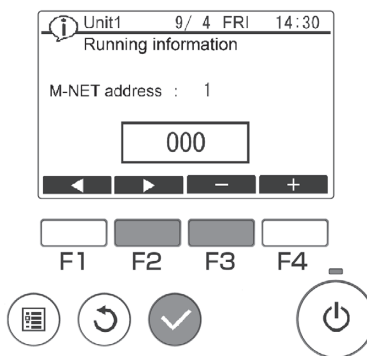 Unit1 9/ 4 FRI 14:30
Running information
M-NET address : 1
000
− +
F1 F2 F3 F4